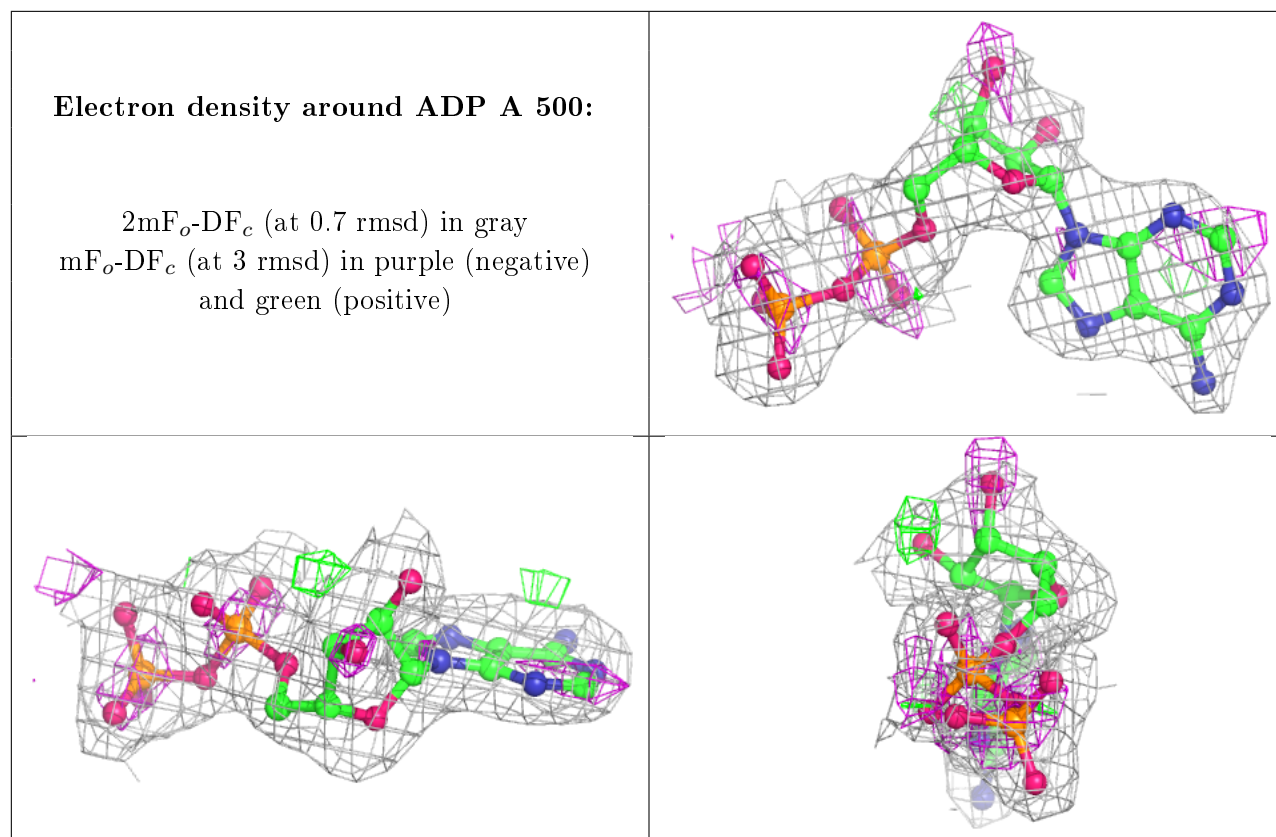 Electron density around ADP A 500:
2mFo-DFc (at 0.7 rmsd) in gray
mFo-DFc (at 3 rmsd) in purple (negative)
and green (positive)